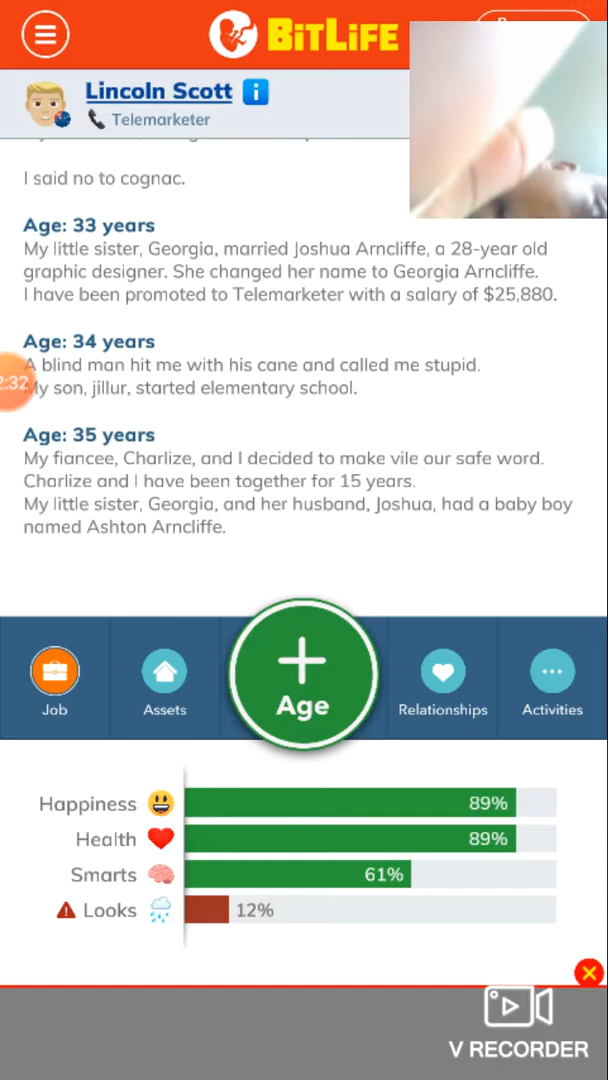 BitLife
Lincoln Scott
Telemarketer
I said no to cognac.
Age: 33 years
My little sister, Georgia, married Joshua Arncliffe, a 28-year old
graphic designer. She changed her name to Georgia Arncliffe.
I have been promoted to Telemarketer with a salary of $25,880.
Age: 34 years
A blind man hit me with his cane and called me stupid.
2:32
My son, jillur, started elementary school.
Age: 35 years
My fiancee, Charlize, and I decided to make vile our safe word.
Charlize and I have been together for 15 years.
My little sister, Georgia, and her husband, Joshua, had a baby boy
named Ashton Arncliffe.
+
Age
Job
Assets
Relationships
Activities
Happiness 89%
Health 89%
Smarts 61%
Looks 12%
V RECORDER